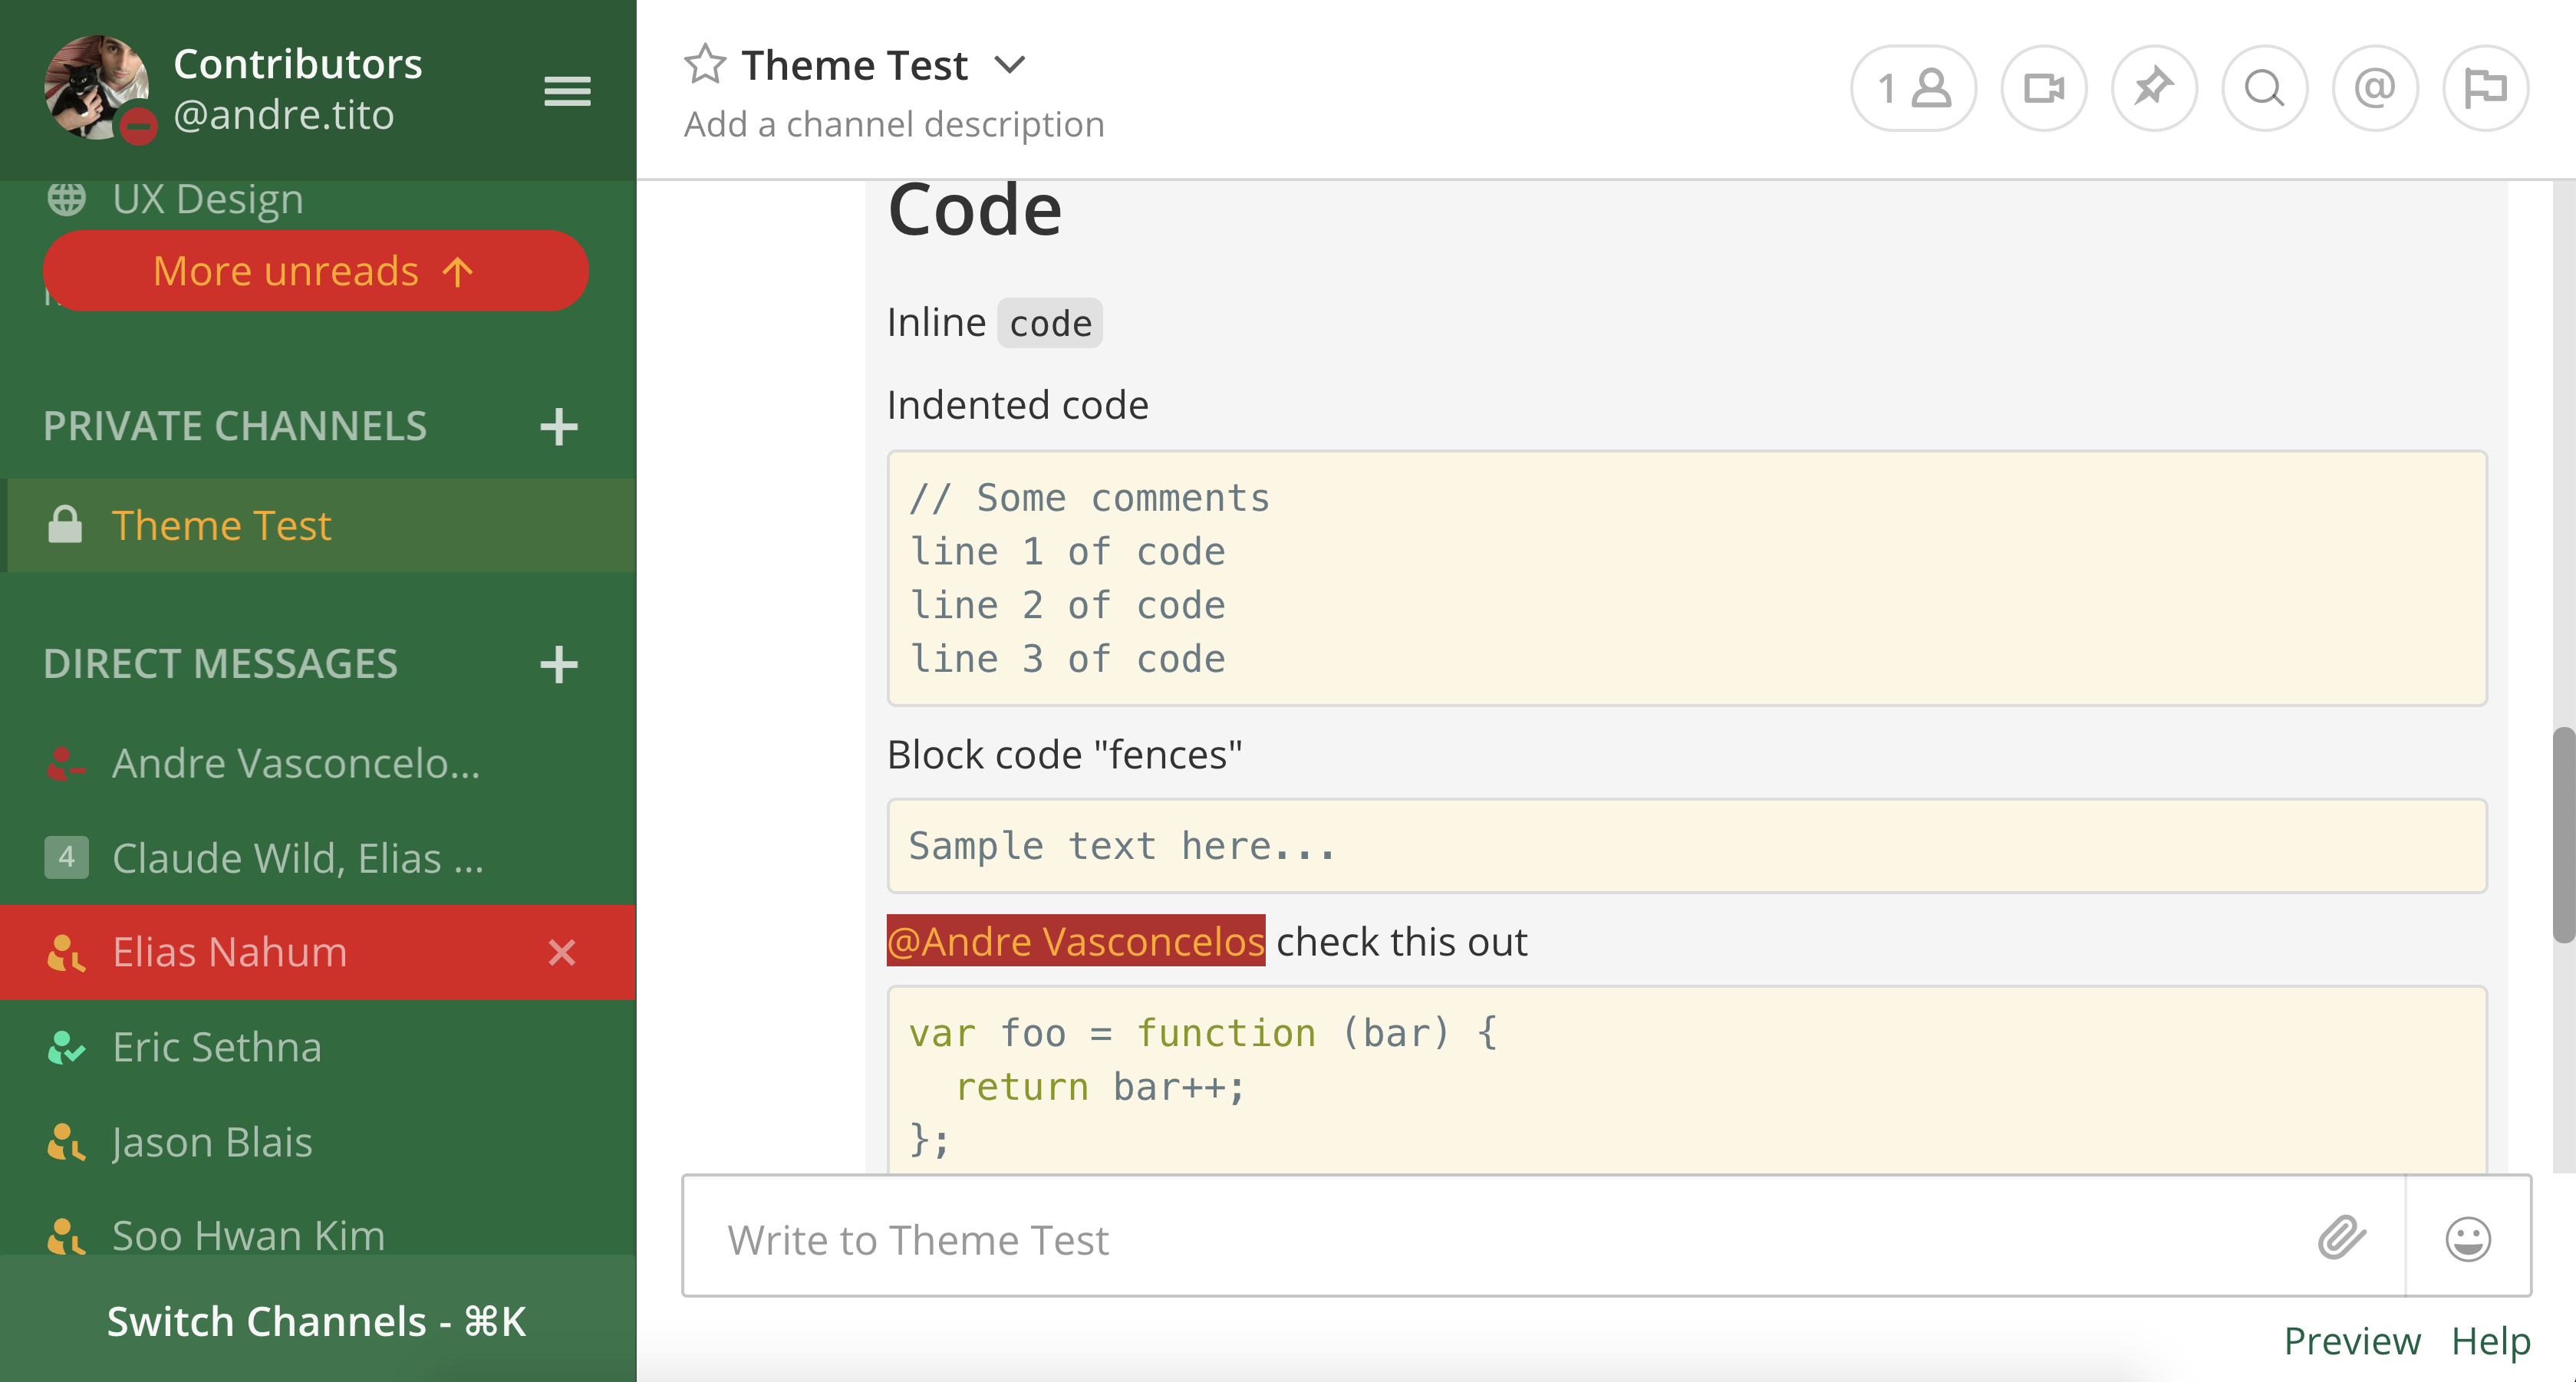 Contributors
@andre.tito
UX Design
More unreads ↑
PRIVATE CHANNELS
Theme Test
DIRECT MESSAGES
Andre Vasconcelo...
4 Claude Wild, Elias ...
Elias Nahum
Eric Sethna
Jason Blais
Soo Hwan Kim
Switch Channels - ⌘K
Theme Test
Add a channel description
1
@
Code
Inline code
Indented code
// Some comments
line 1 of code
line 2 of code
line 3 of code
Block code "fences"
Sample text here...
@Andre Vasconcelos check this out
var foo = function (bar) {
  return bar++;
};
Write to Theme Test
Preview Help